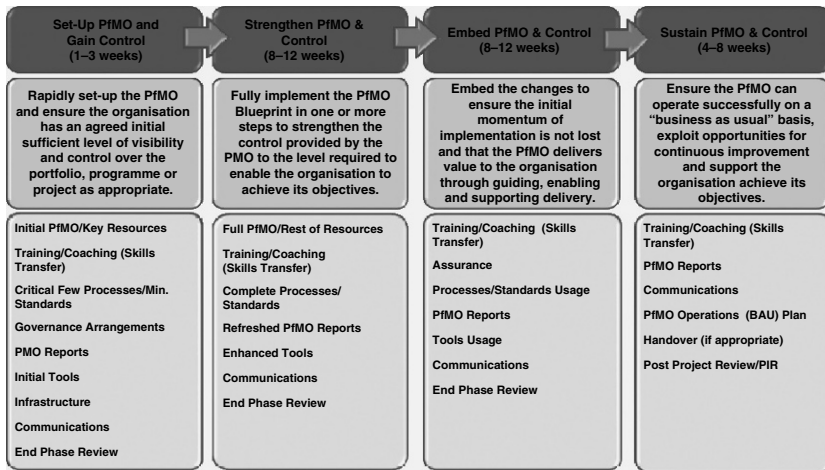 Set-Up PfMO and
Gain Control
(1–3 weeks)
Strengthen PfMO &
Control
(8–12 weeks)
Embed PfMO & Control
(8–12 weeks)
Sustain PfMO & Control
(4–8 weeks)
Rapidly set-up the PfMO
and ensure the organisation
has an agreed initial
sufficient level of visibility
and control over the
portfolio, programme or
project as appropriate.
Fully implement the PfMO
Blueprint in one or more
steps to strengthen the
control provided by the
PMO to the level required to
enable the organisation to
achieve its objectives.
Embed the changes to
ensure the initial
momentum of
implementation is not lost
and that the PfMO delivers
value to the organisation
through guiding, enabling
and supporting delivery.
Ensure the PfMO can
operate successfully on a
“business as usual” basis,
exploit opportunities for
continuous improvement
and support the
organisation achieve its
objectives.
Initial PfMO/Key Resources
Training/Coaching (Skills
Transfer)
Critical Few Processes/Min.
Standards
Governance Arrangements
PMO Reports
Initial Tools
Infrastructure
Communications
End Phase Review
Full PfMO/Rest of Resources
Training/Coaching
(Skills Transfer)
Complete Processes/
Standards
Refreshed PfMO Reports
Enhanced Tools
Communications
End Phase Review
Training/Coaching (Skills
Transfer)
Assurance
Processes/Standards Usage
PfMO Reports
Tools Usage
Communications
End Phase Review
Training/Coaching (Skills
Transfer)
PfMO Reports
Communications
PfMO Operations (BAU) Plan
Handover (if appropriate)
Post Project Review/PIR